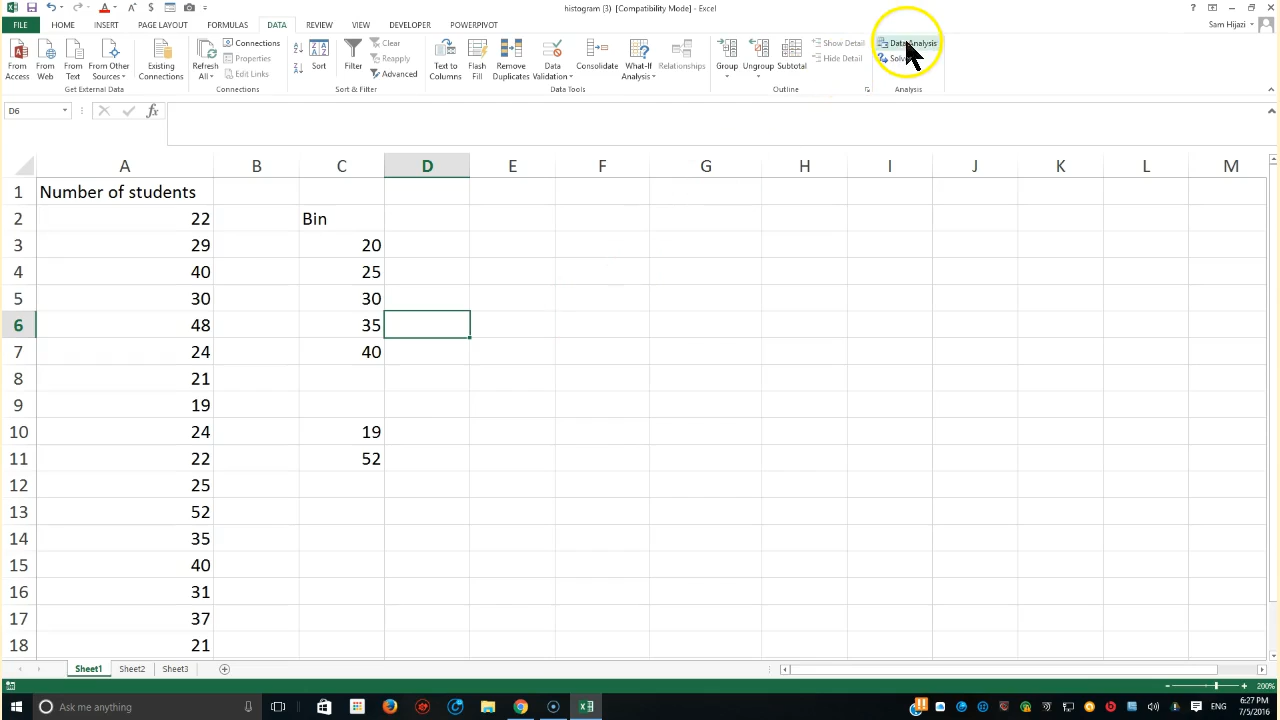 histogram (3) [Compatibility Mode] - Excel
FILE HOME INSERT PAGE LAYOUT FORMULAS DATA REVIEW VIEW DEVELOPER POWERPIVOT Sam Hijazi
From Access
From Web
From Text
From Other Sources
Get External Data
Existing Connections
Refresh All
Connections
Properties
Edit Links
Connections
Sort
Filter
Clear
Reapply
Advanced
Sort & Filter
Text to Columns
Flash Fill
Remove Duplicates
Data Validation
Consolidate
What-If Analysis
Relationships
Data Tools
Group
Ungroup
Subtotal
Show Detail
Hide Detail
Outline
Data Analysis
Analysis
D6 fx
A B C D E F G H I J K L M
1 Number of students
2 22 Bin
3 29 20
4 40 25
5 30 30
6 48 35
7 24 40
8 21
9 19
10 24 19
11 22 52
12 25
13 52
14 35
15 40
16 31
17 37
18 21
Sheet1 Sheet2 Sheet3
200%
Ask me anything
ENG
6:27 PM
7/5/2016